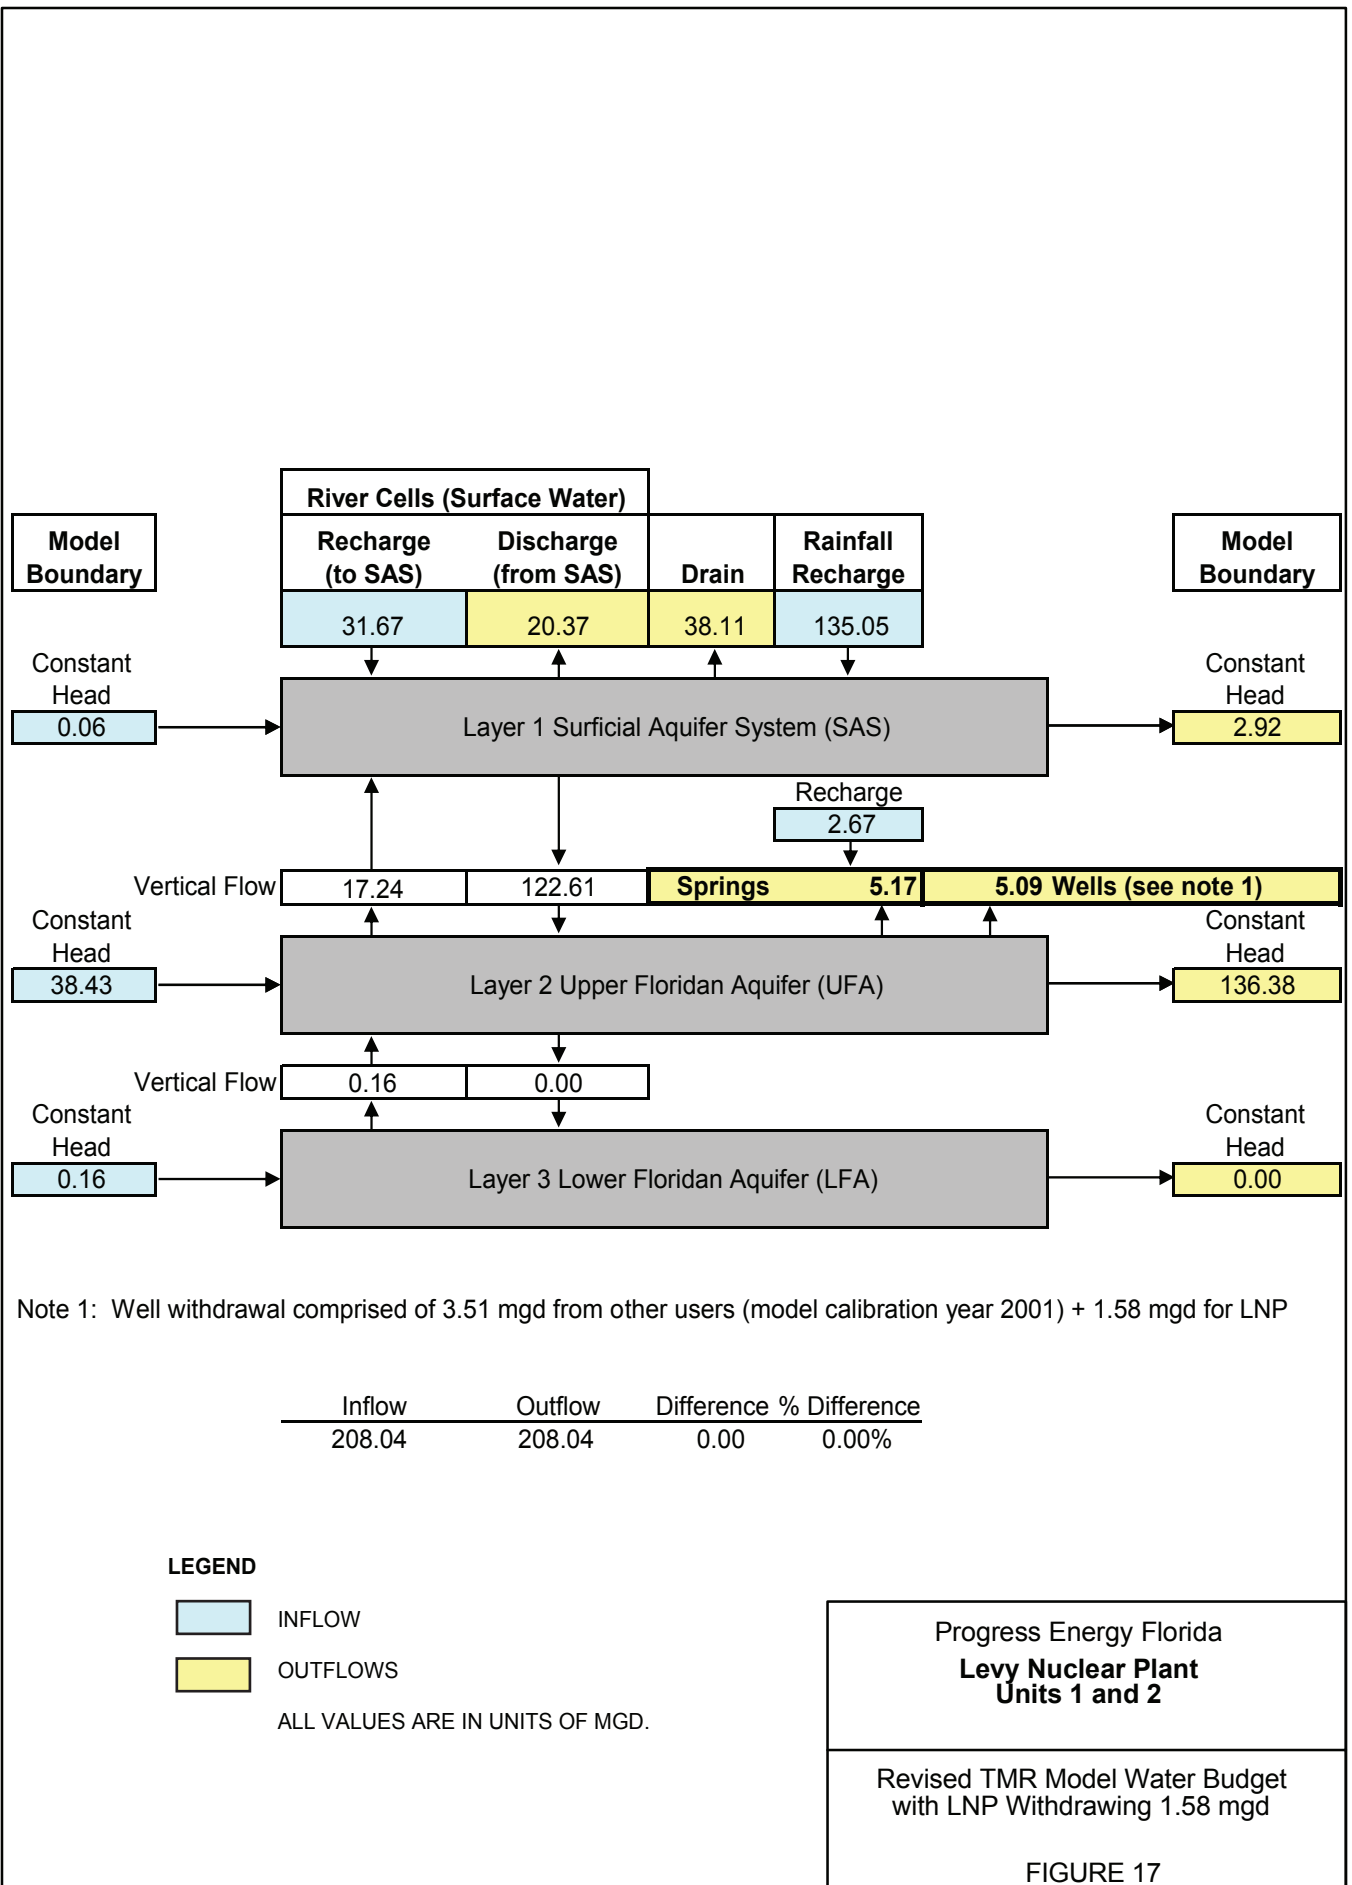 River Cells (Surface Water)
Model
Boundary
Recharge
(to SAS)
Discharge
(from SAS)
Drain
Rainfall
Recharge
Model
Boundary
31.67
20.37
38.11
135.05
Constant
Head
0.06
Layer 1 Surficial Aquifer System (SAS)
Constant
Head
2.92
Recharge
2.67
Vertical Flow
17.24
122.61
Springs 5.17
5.09 Wells (see note 1)
Constant
Head
38.43
Layer 2 Upper Floridan Aquifer (UFA)
Constant
Head
136.38
Vertical Flow
0.16
0.00
Constant
Head
0.16
Layer 3 Lower Floridan Aquifer (LFA)
Constant
Head
0.00
Note 1: Well withdrawal comprised of 3.51 mgd from other users (model calibration year 2001) + 1.58 mgd for LNP
Inflow Outflow Difference % Difference
208.04 208.04 0.00 0.00%
LEGEND
INFLOW
OUTFLOWS
ALL VALUES ARE IN UNITS OF MGD.
Progress Energy Florida
Levy Nuclear Plant
Units 1 and 2
Revised TMR Model Water Budget
with LNP Withdrawing 1.58 mgd
FIGURE 17